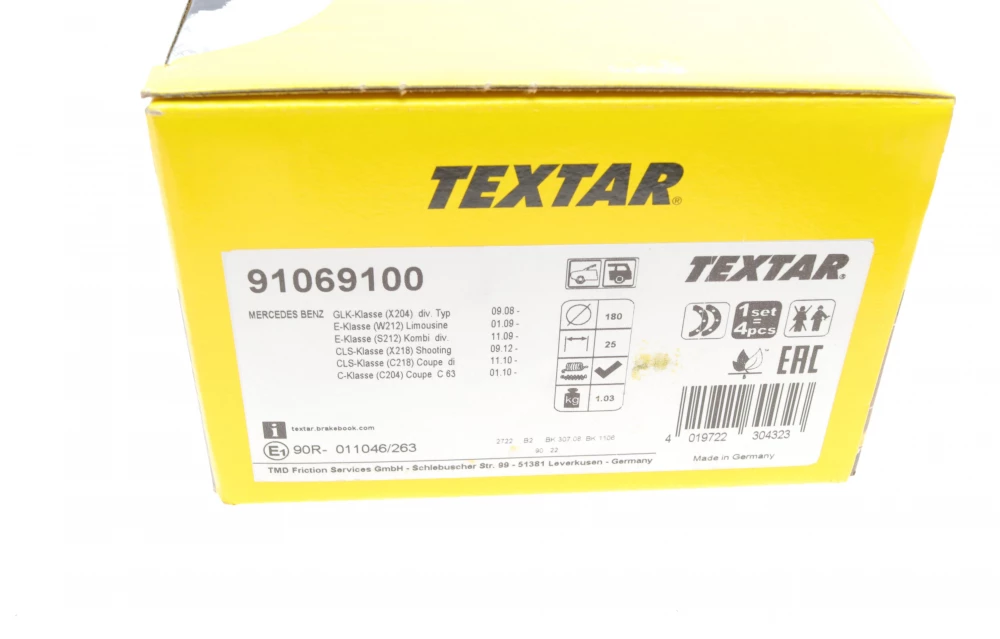 TEXTAR®
91069100
TEXTAR®
MERCEDES BENZ GLK-Klasse (X204) div. Typ 09.08 -
E-Klasse (W212) Limousine 01.09 -
E-Klasse (S212) Kombi div. 11.09 -
CLS-Klasse (X218) Shooting 09.12 -
CLS-Klasse (C218) Coupe di 11.10 -
C-Klasse (C204) Coupe C 63 01.10 -
180
25
kg 1.03
1 set
=
4pcs
EAC
i textar.brakebook.com
E1 90R- 011046/263
2722 B2 BK 307 08 BK 1106
90 22
4 019722 304323
Made in Germany
TMD Friction Services GmbH - Schlebuscher Str. 99 - 51381 Leverkusen - Germany